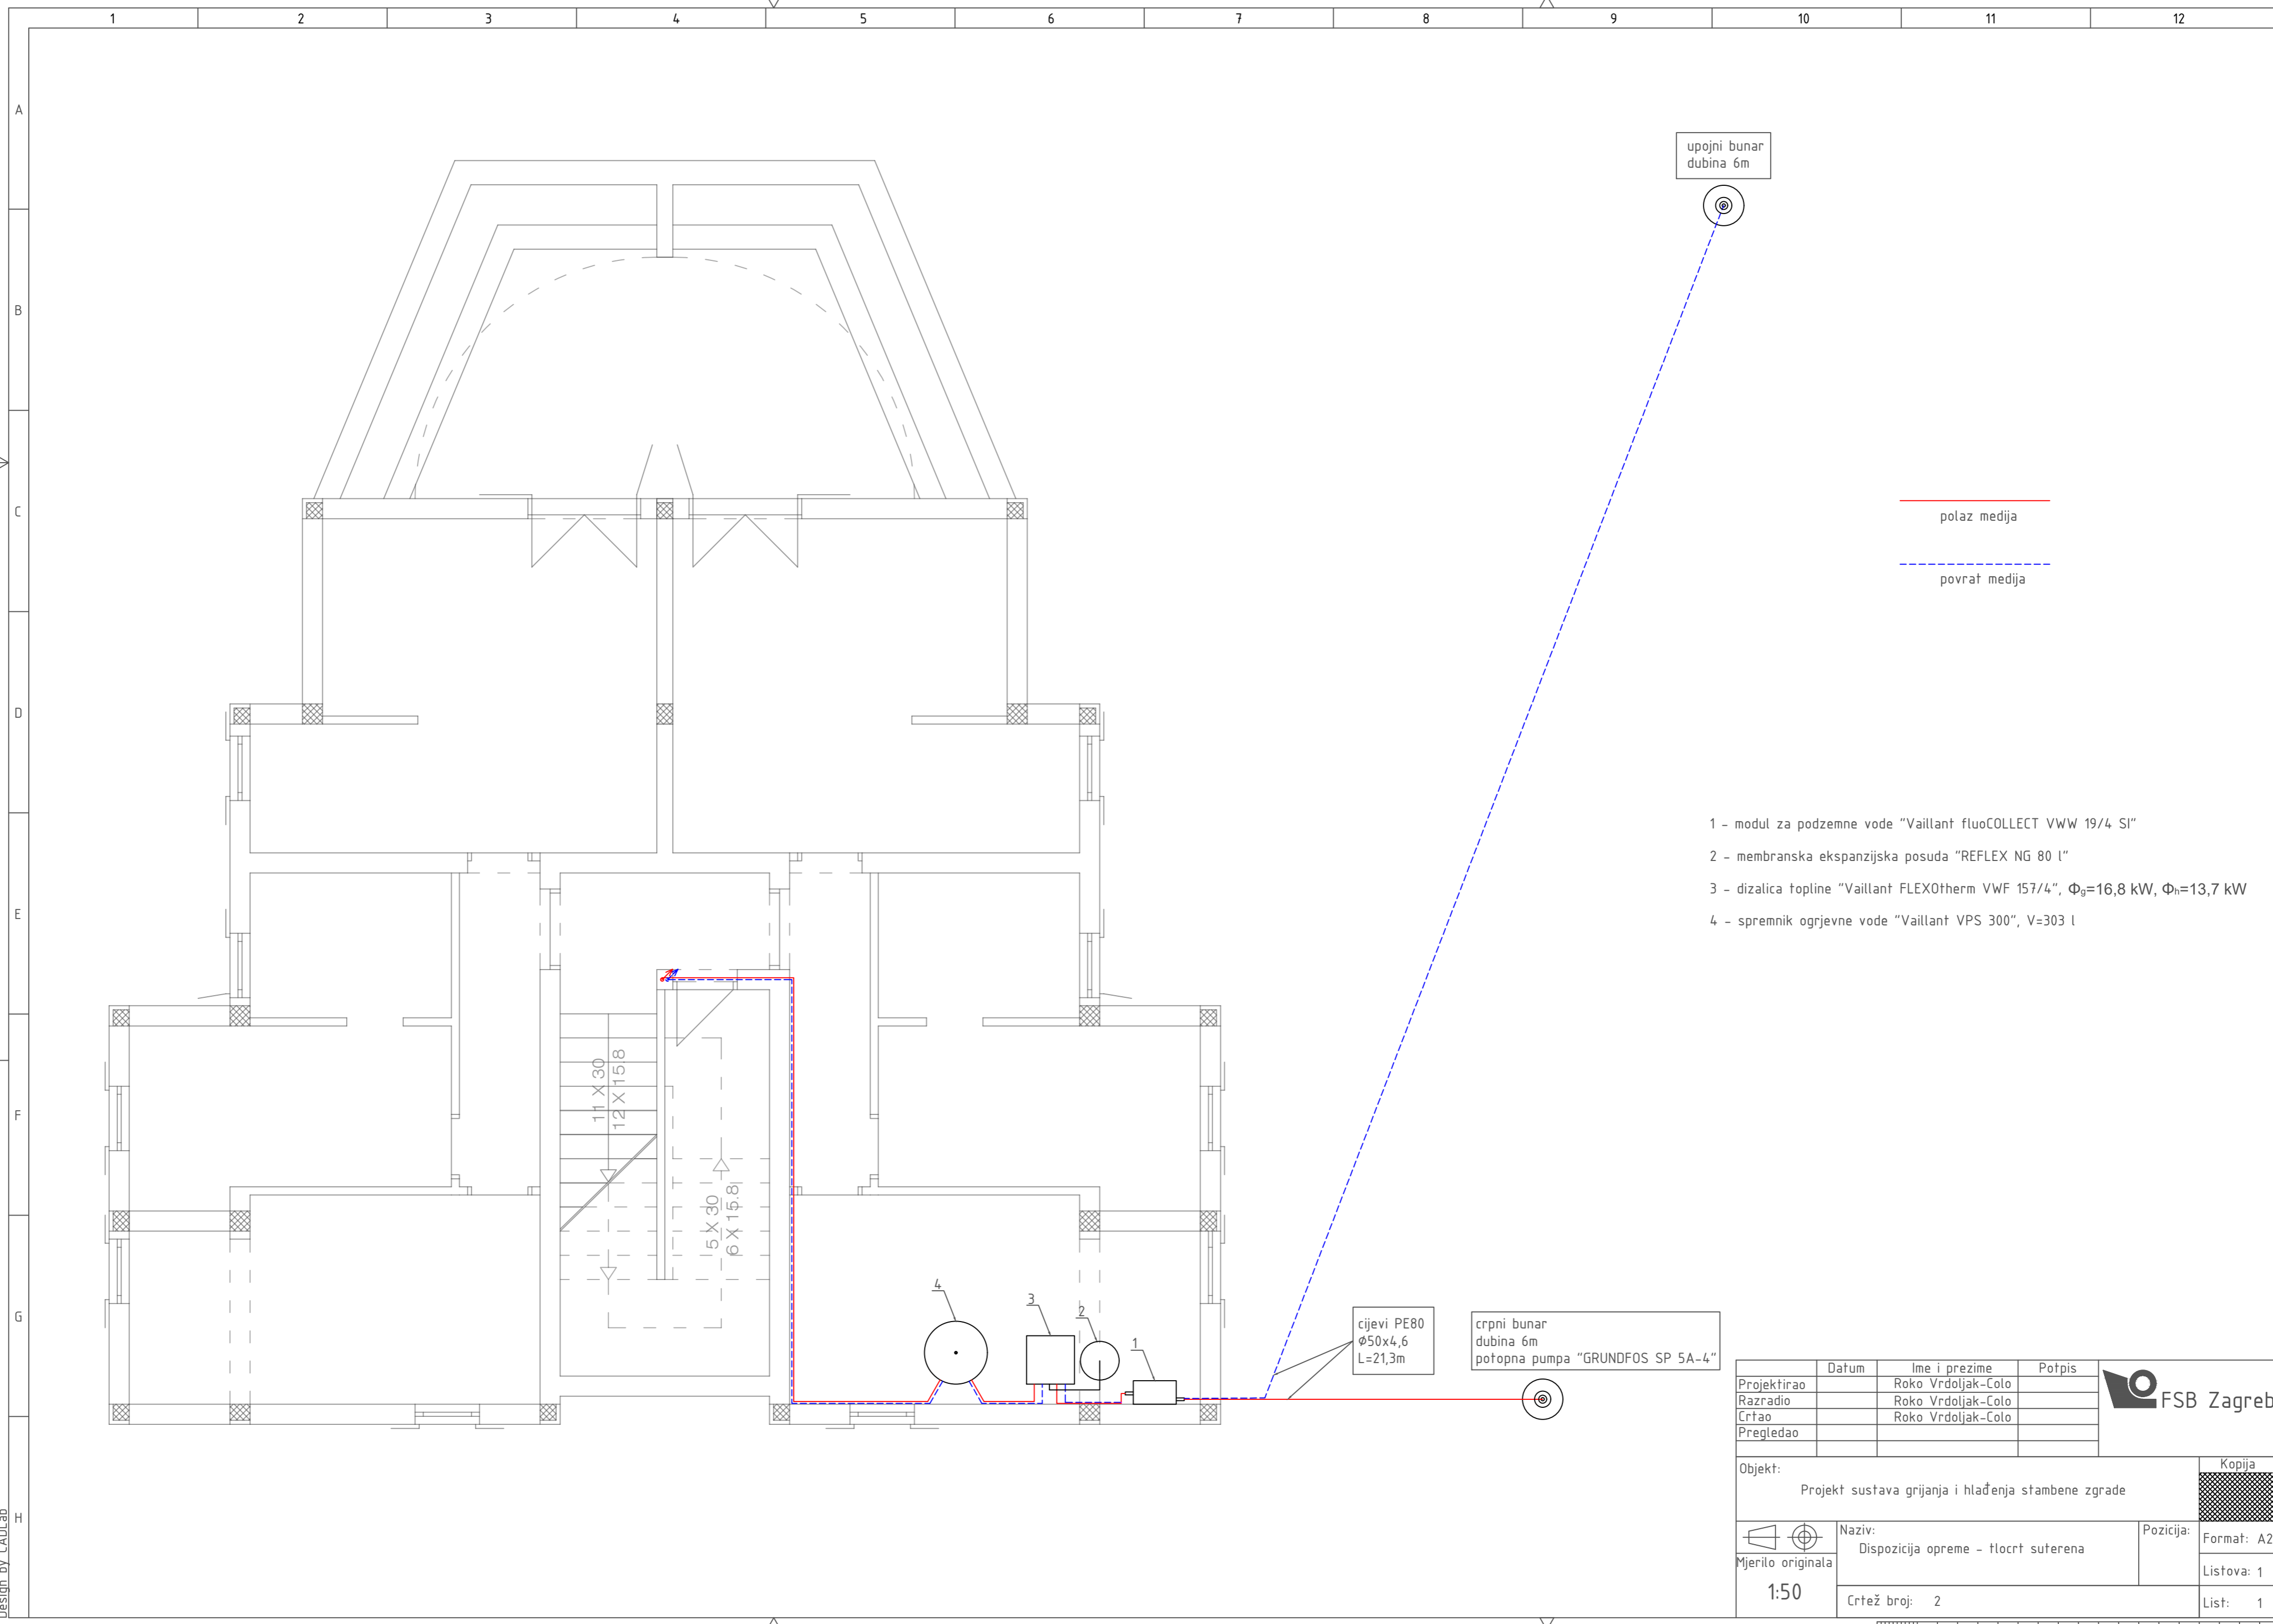 1 2 3 4 5 6 7 8 9 10 11 12
A
B
C
D
E
F
G
H
upojni bunar
dubina 6m
polaz medija
povrat medija
1 - modul za podzemne vode "Vaillant fluoCOLLECT VWW 19/4 SI"
2 - membranska ekspanzijska posuda "REFLEX NG 80 l"
3 - dizalica topline "Vaillant FLEXOtherm VWF 157/4", Φg=16,8 kW, Φh=13,7 kW
4 - spremnik ogrjevne vode "Vaillant VPS 300", V=303 l
11 X 30
12 X 15.8
5 X 30
6 X 15.8
4
3
2
1
cijevi PE80
Ø50x4,6
L=21,3m
crpni bunar
dubina 6m
potopna pumpa "GRUNDFOS SP 5A-4"
Datum Ime i prezime Potpis
Projektirao Roko Vrdoljak-Colo
Razradio Roko Vrdoljak-Colo
Crtao Roko Vrdoljak-Colo
Pregledao
FSB Zagreb
Objekt:
Projekt sustava grijanja i hlađenja stambene zgrade
Kopija
Naziv:
Dispozicija opreme - tlocrt suterena
Pozicija:
Format: A2
Mjerilo originala
1:50
Listova: 1
Crtež broj: 2
List: 1
Design by CADLab